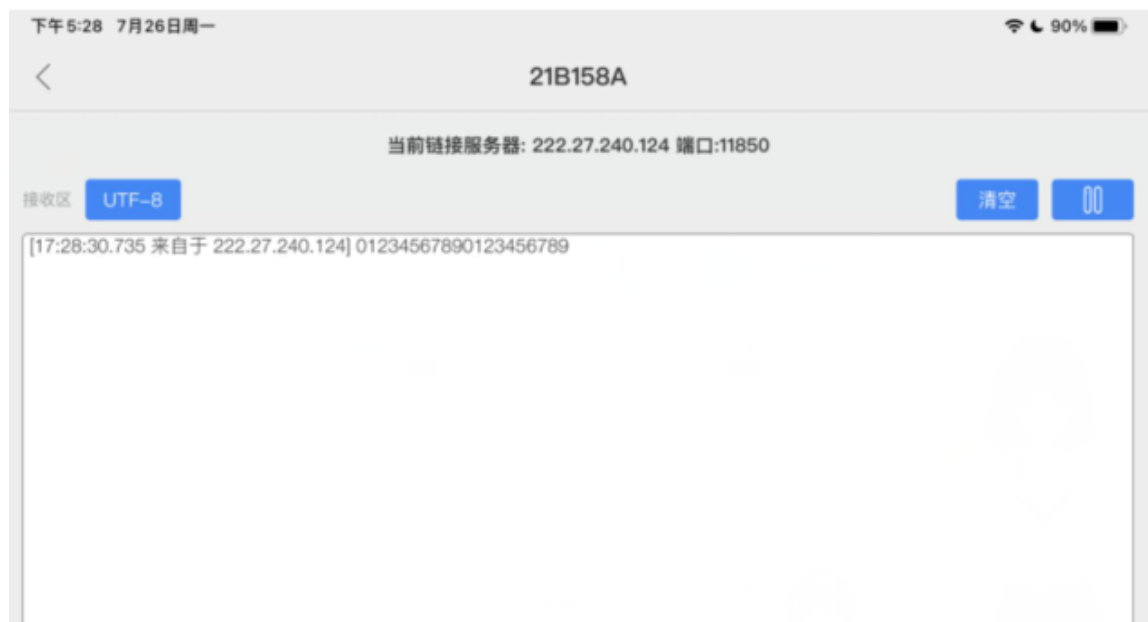 下午5:28 7月26日周一 90%
21B158A
当前链接服务器: 222.27.240.124 端口:11850
接收区 UTF-8 清空
[17:28:30.735 来自于 222.27.240.124] 01234567890123456789